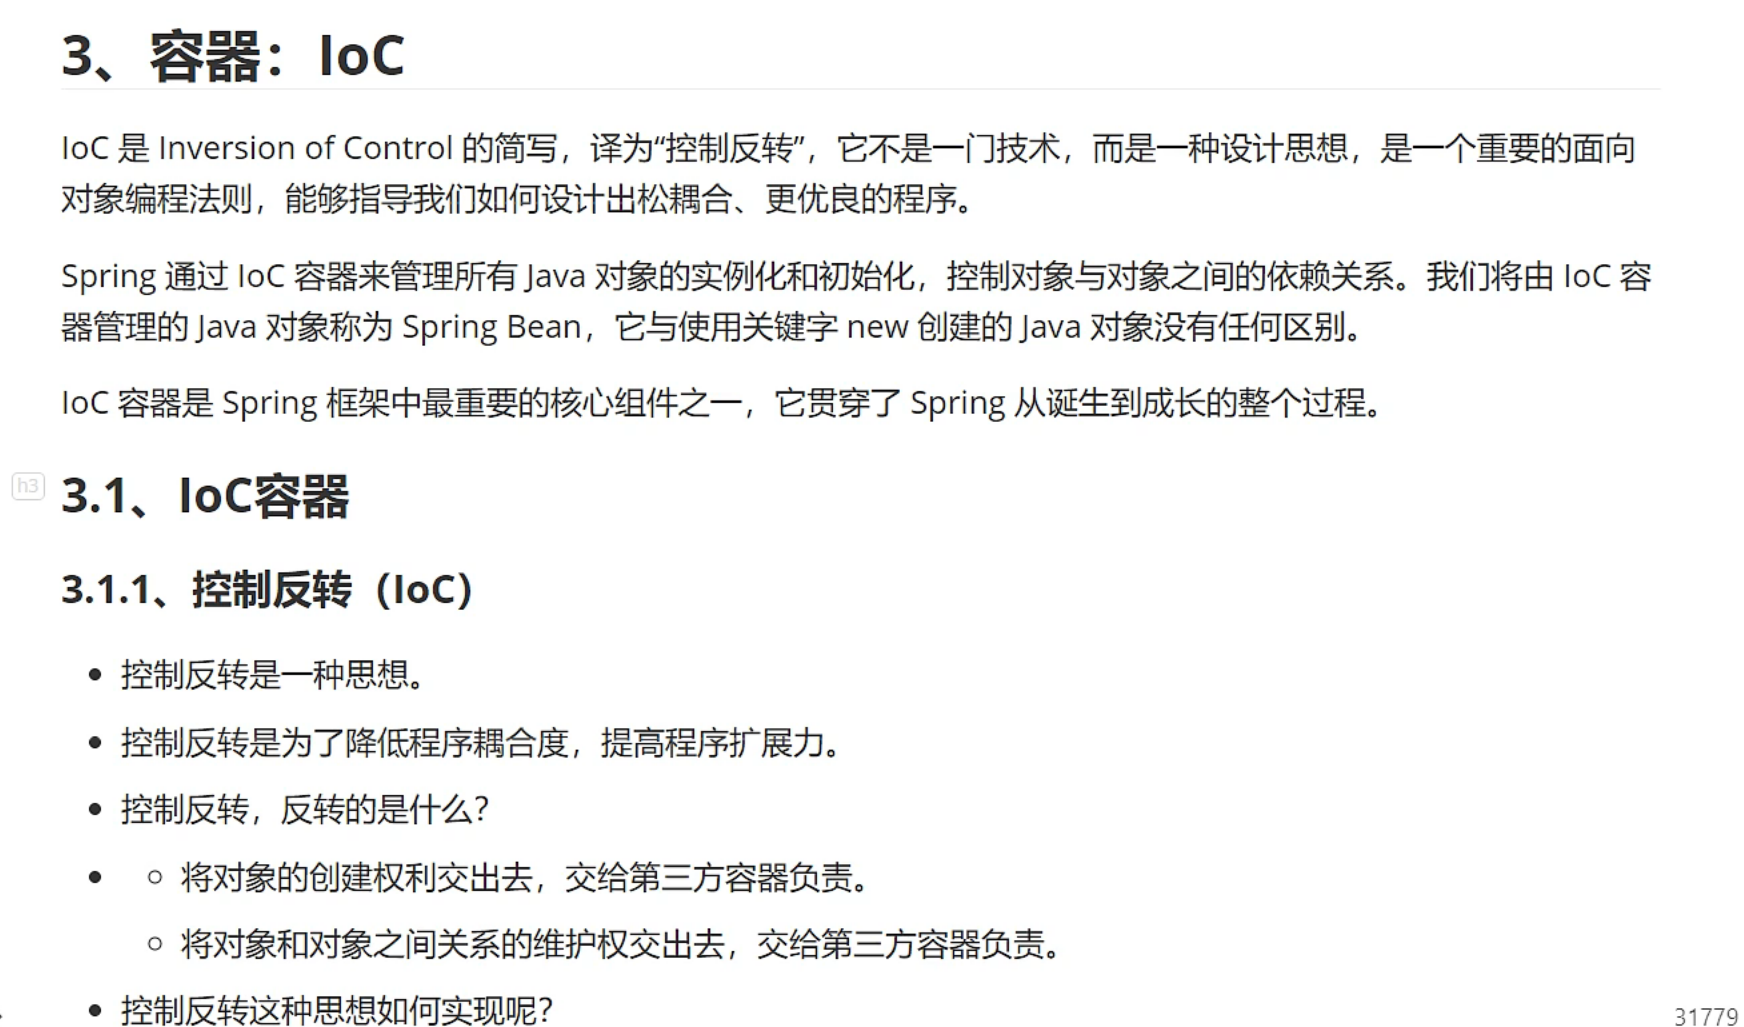 3、容器：IoC
IoC 是 Inversion of Control 的简写，译为“控制反转”，它不是一门技术，而是一种设计思想，是一个重要的面向
对象编程法则，能够指导我们如何设计出松耦合、更优良的程序。
Spring 通过 IoC 容器来管理所有 Java 对象的实例化和初始化，控制对象与对象之间的依赖关系。我们将由 IoC 容
器管理的 Java 对象称为 Spring Bean，它与使用关键字 new 创建的 Java 对象没有任何区别。
IoC 容器是 Spring 框架中最重要的核心组件之一，它贯穿了 Spring 从诞生到成长的整个过程。
h3
3.1、IoC容器
3.1.1、控制反转（IoC）
控制反转是一种思想。
控制反转是为了降低程序耦合度，提高程序扩展力。
控制反转，反转的是什么？
将对象的创建权利交出去，交给第三方容器负责。
将对象和对象之间关系的维护权交出去，交给第三方容器负责。
控制反转这种思想如何实现呢？
31779